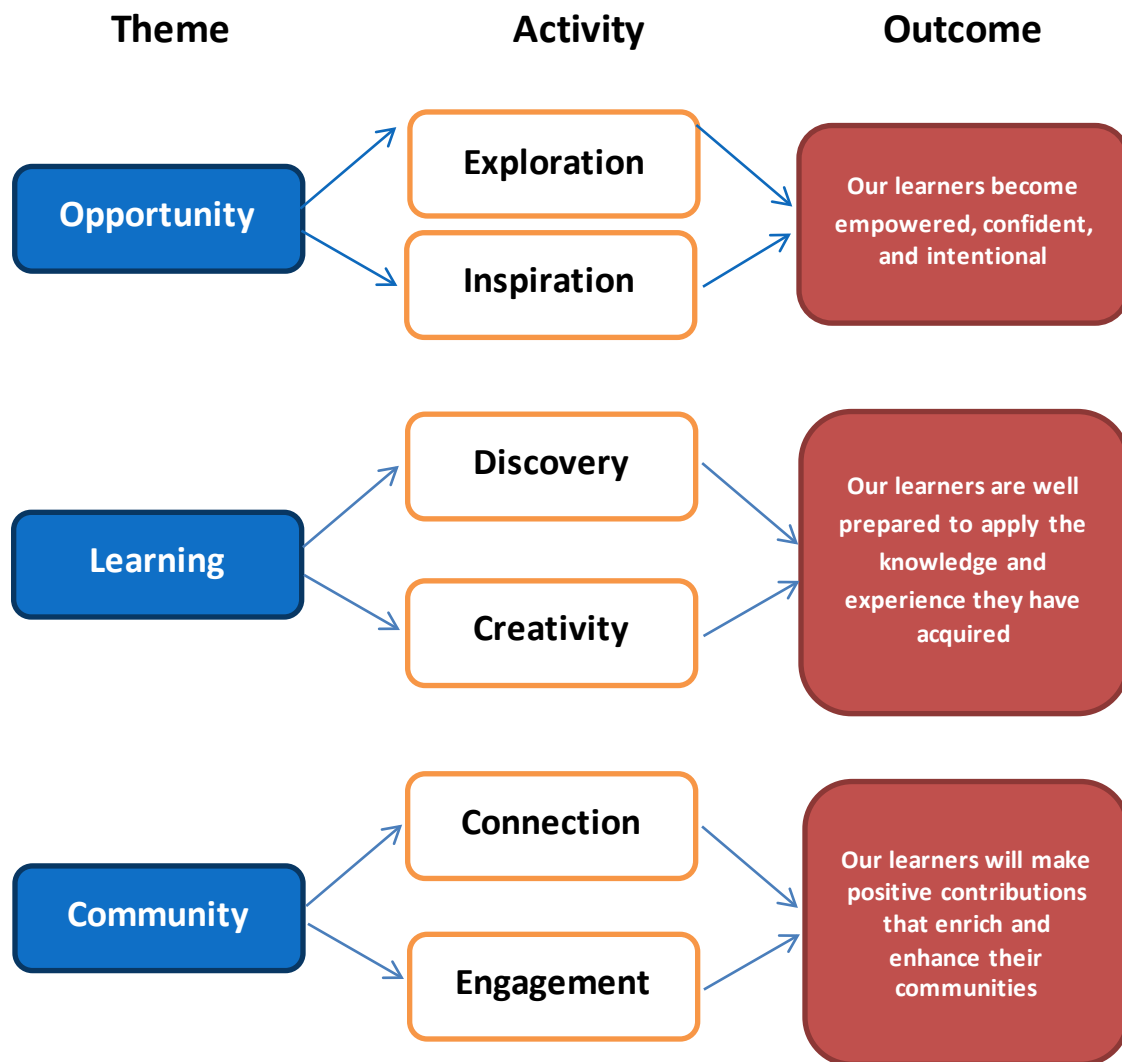 Theme Activity Outcome
Opportunity
Exploration
Inspiration
Our learners become
empowered, confident,
and intentional
Learning
Discovery
Creativity
Our learners are well
prepared to apply the
knowledge and
experience they have
acquired
Community
Connection
Engagement
Our learners will make
positive contributions
that enrich and
enhance their
communities